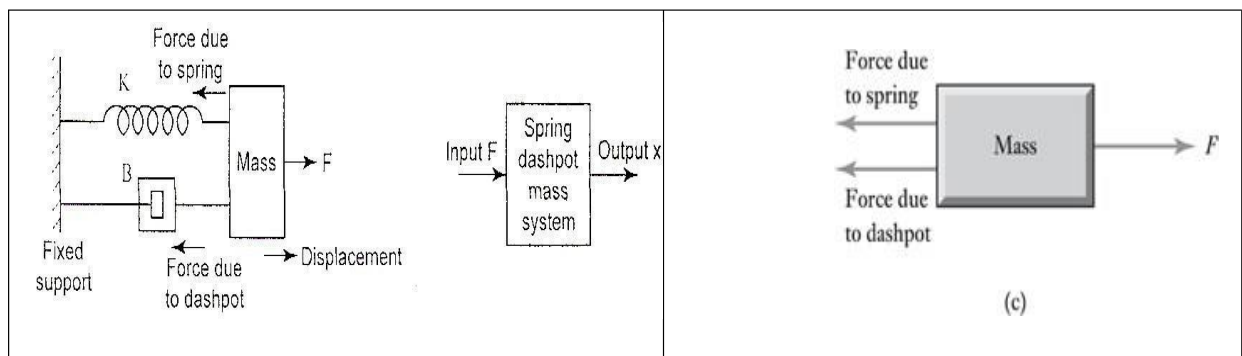 Force due
to spring
K
Mass
F
B
Fixed
support
Force due
to dashpot
Displacement
Input F
Spring
dashpot
mass
system
Output x
Force due
to spring
Mass
F
Force due
to dashpot
(c)